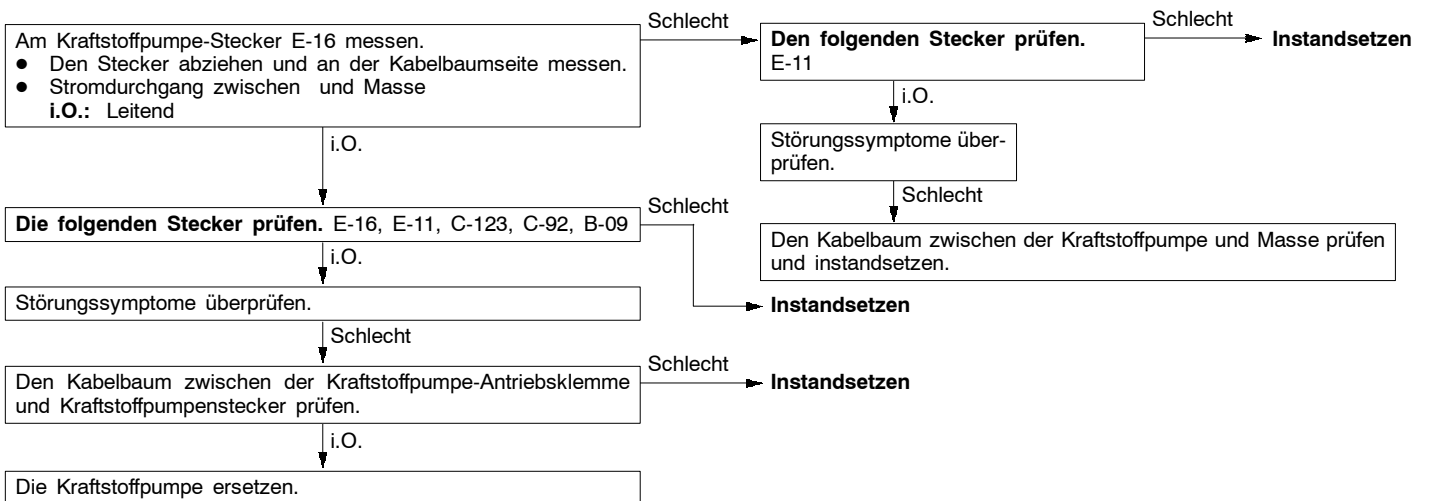 Am Kraftstoffpumpe-Stecker E-16 messen.
● Den Stecker abziehen und an der Kabelbaumseite messen.
● Stromdurchgang zwischen und Masse
i.O.: Leitend
Schlecht
Den folgenden Stecker prüfen.
E-11
Schlecht
Instandsetzen
i.O.
Störungssymptome über-
prüfen.
Schlecht
Den Kabelbaum zwischen der Kraftstoffpumpe und Masse prüfen
und instandsetzen.
i.O.
Die folgenden Stecker prüfen. E-16, E-11, C-123, C-92, B-09
Schlecht
Instandsetzen
i.O.
Störungssymptome überprüfen.
Schlecht
Den Kabelbaum zwischen der Kraftstoffpumpe-Antriebsklemme
und Kraftstoffpumpenstecker prüfen.
Schlecht
Instandsetzen
i.O.
Die Kraftstoffpumpe ersetzen.